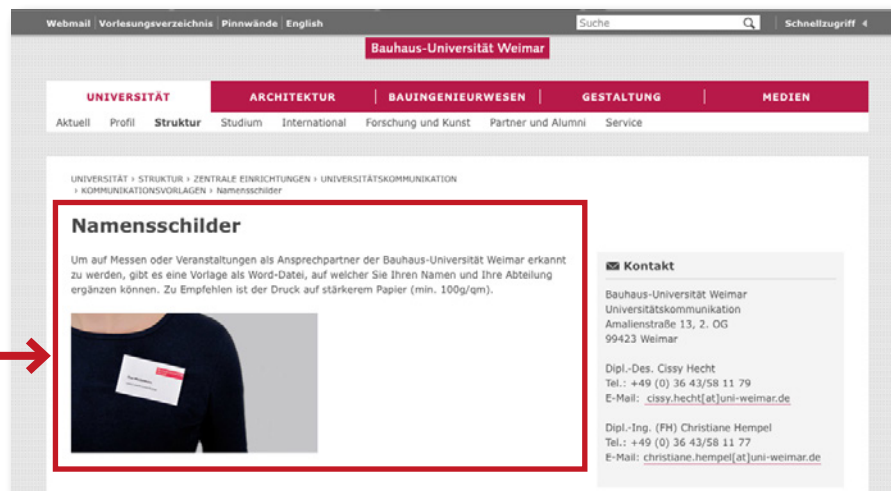 Webmail Vorlesungsverzeichnis Pinnwände English Suche Schnellzugriff
Bauhaus-Universität Weimar
UNIVERSITÄT ARCHITEKTUR BAUINGENIEURWESEN GESTALTUNG MEDIEN
Aktuell Profil Struktur Studium International Forschung und Kunst Partner und Alumni Service
UNIVERSITÄT › STRUKTUR › ZENTRALE EINRICHTUNGEN › UNIVERSITÄTSKOMMUNIKATION
› KOMMUNIKATIONSVORLAGEN › Namensschilder
Namensschilder
Um auf Messen oder Veranstaltungen als Ansprechpartner der Bauhaus-Universität Weimar erkannt
zu werden, gibt es eine Vorlage als Word-Datei, auf welcher Sie Ihren Namen und Ihre Abteilung
ergänzen können. Zu Empfehlen ist der Druck auf stärkerem Papier (min. 100g/qm).
Kontakt
Bauhaus-Universität Weimar
Universitätskommunikation
Amalienstraße 13, 2. OG
99423 Weimar
Dipl.-Des. Cissy Hecht
Tel.: +49 (0) 36 43/58 11 79
E-Mail: cissy.hecht[at]uni-weimar.de
Dipl.-Ing. (FH) Christiane Hempel
Tel.: +49 (0) 36 43/58 11 77
E-Mail: christiane.hempel[at]uni-weimar.de